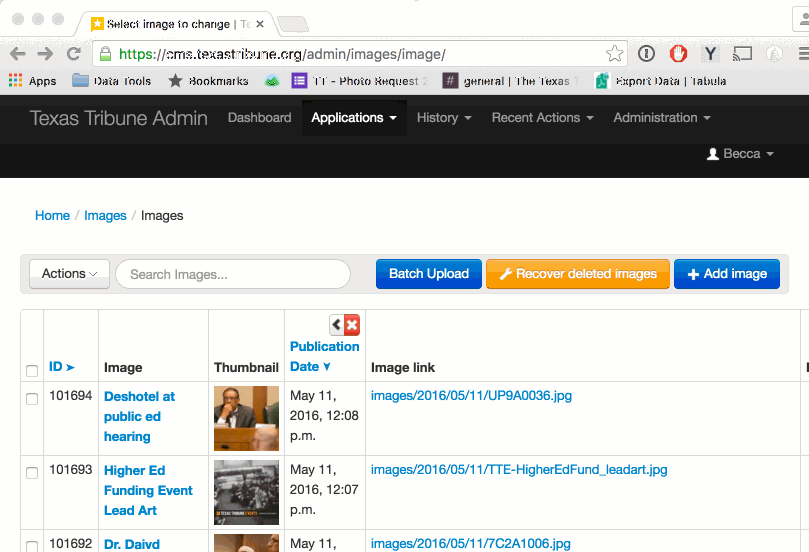 Select image to change | Te
https://cms.texastribune.org/admin/images/image/
Apps Data Tools Bookmarks TT - Photo Request 2 # general | The Texas T Export Data | Tabula
Texas Tribune Admin Dashboard Applications History Recent Actions Administration
Becca
Home / Images / Images
Actions Search Images... Batch Upload Recover deleted images + Add image
ID Image Thumbnail Publication Date Image link
101694 Deshotel at public ed hearing May 11, 2016, 12:08 p.m. images/2016/05/11/UP9A0036.jpg
101693 Higher Ed Funding Event Lead Art May 11, 2016, 12:07 p.m. images/2016/05/11/TTE-HigherEdFund_leadart.jpg
101692 Dr. Daivd May 11, images/2016/05/11/7C2A1006.jpg